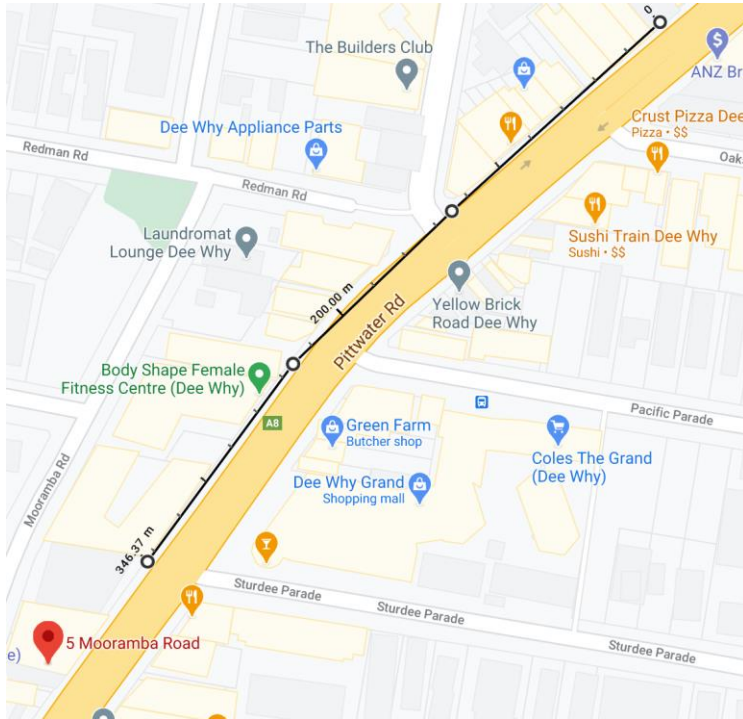 0.
The Builders Club
ANZ Br
Dee Why Appliance Parts
Crust Pizza Dee
Pizza • $$
Redman Rd
Oaks
Redman Rd
Laundromat
Lounge Dee Why
Sushi Train Dee Why
Sushi • $$
200.00 m
Yellow Brick
Road Dee Why
Pittwater Rd
Body Shape Female
Fitness Centre (Dee Why)
Pacific Parade
A8
Green Farm
Butcher shop
Coles The Grand
(Dee Why)
Dee Why Grand
Shopping mall
Mooramba Rd
346.37 m
Sturdee Parade
Sturdee Parade
Sturdee Parade
5 Mooramba Road
e)